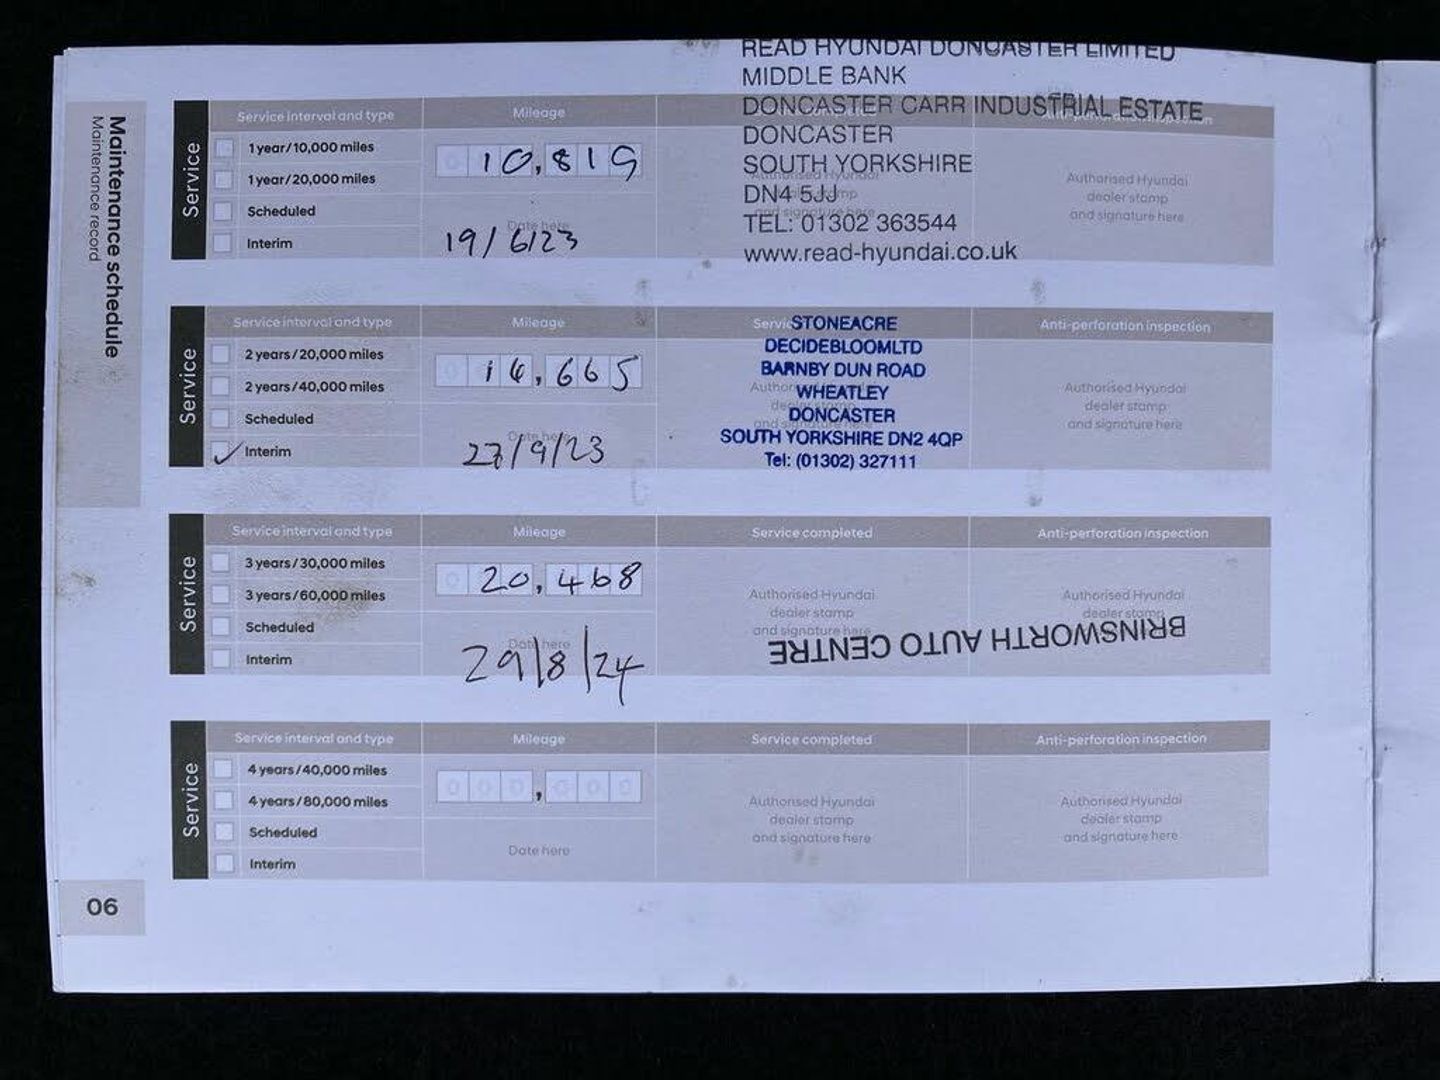 READ HYUNDAI DONCASTER LIMITED
MIDDLE BANK
DONCASTER CARR INDUSTRIAL ESTATE
DONCASTER
SOUTH YORKSHIRE
DN4 5JJ
TEL: 01302 363544
www.read-hyundai.co.uk
Maintenance schedule
Maintenance record
Service
Service interval and type
Mileage
1 year/10,000 miles
1 year/20,000 miles
Scheduled
Interim
10,819
Date here
19/6/23
Authorised Hyundai
dealer stamp
and signature here
Service
Service interval and type
Mileage
Anti-perforation inspection
2 years/20,000 miles
2 years/40,000 miles
Scheduled
Interim
14,665
Date here
27/9/23
STONEACRE
DECIDEBLOOMLTD
BARNBY DUN ROAD
WHEATLEY
DONCASTER
SOUTH YORKSHIRE DN2 4QP
Tel: (01302) 327111
Authorised Hyundai
dealer stamp
and signature here
Service
Service interval and type
Mileage
Service completed
Anti-perforation inspection
3 years/30,000 miles
3 years/60,000 miles
Scheduled
Interim
20,468
Date here
29/8/24
Authorised Hyundai
dealer stamp
and signature here
Authorised Hyundai
dealer stamp
BRINSWORTH AUTO CENTRE
Service
Service interval and type
Mileage
Service completed
Anti-perforation inspection
4 years/40,000 miles
4 years/80,000 miles
Scheduled
Interim
000,000
Date here
Authorised Hyundai
dealer stamp
and signature here
Authorised Hyundai
dealer stamp
and signature here
06